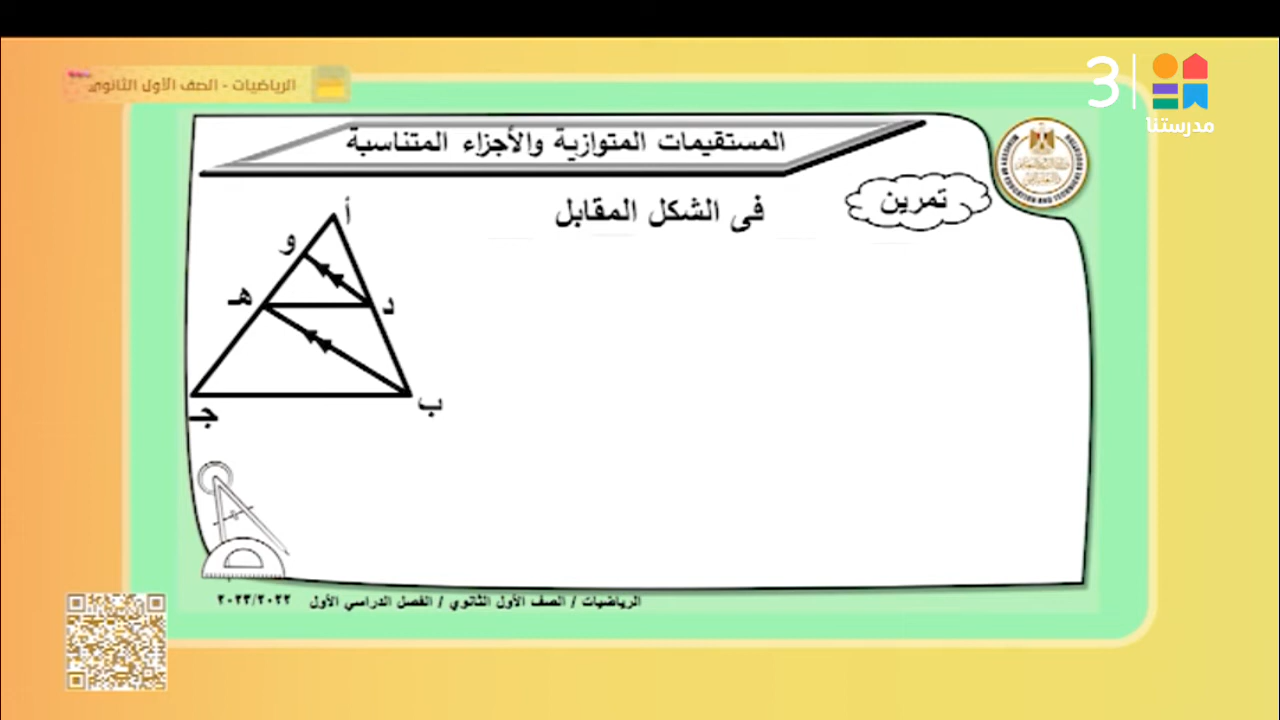 الرياضيات - الصف الأول الثانوي
3
مدرستنا
المستقيمات المتوازية والأجزاء المتناسبة
تمرين
فى الشكل المقابل
أ
و
هـ
د
جـ
ب
الرياضيات / الصف الأول الثانوي / الفصل الدراسي الأول ٢٠٢٣/٢٠٢٢